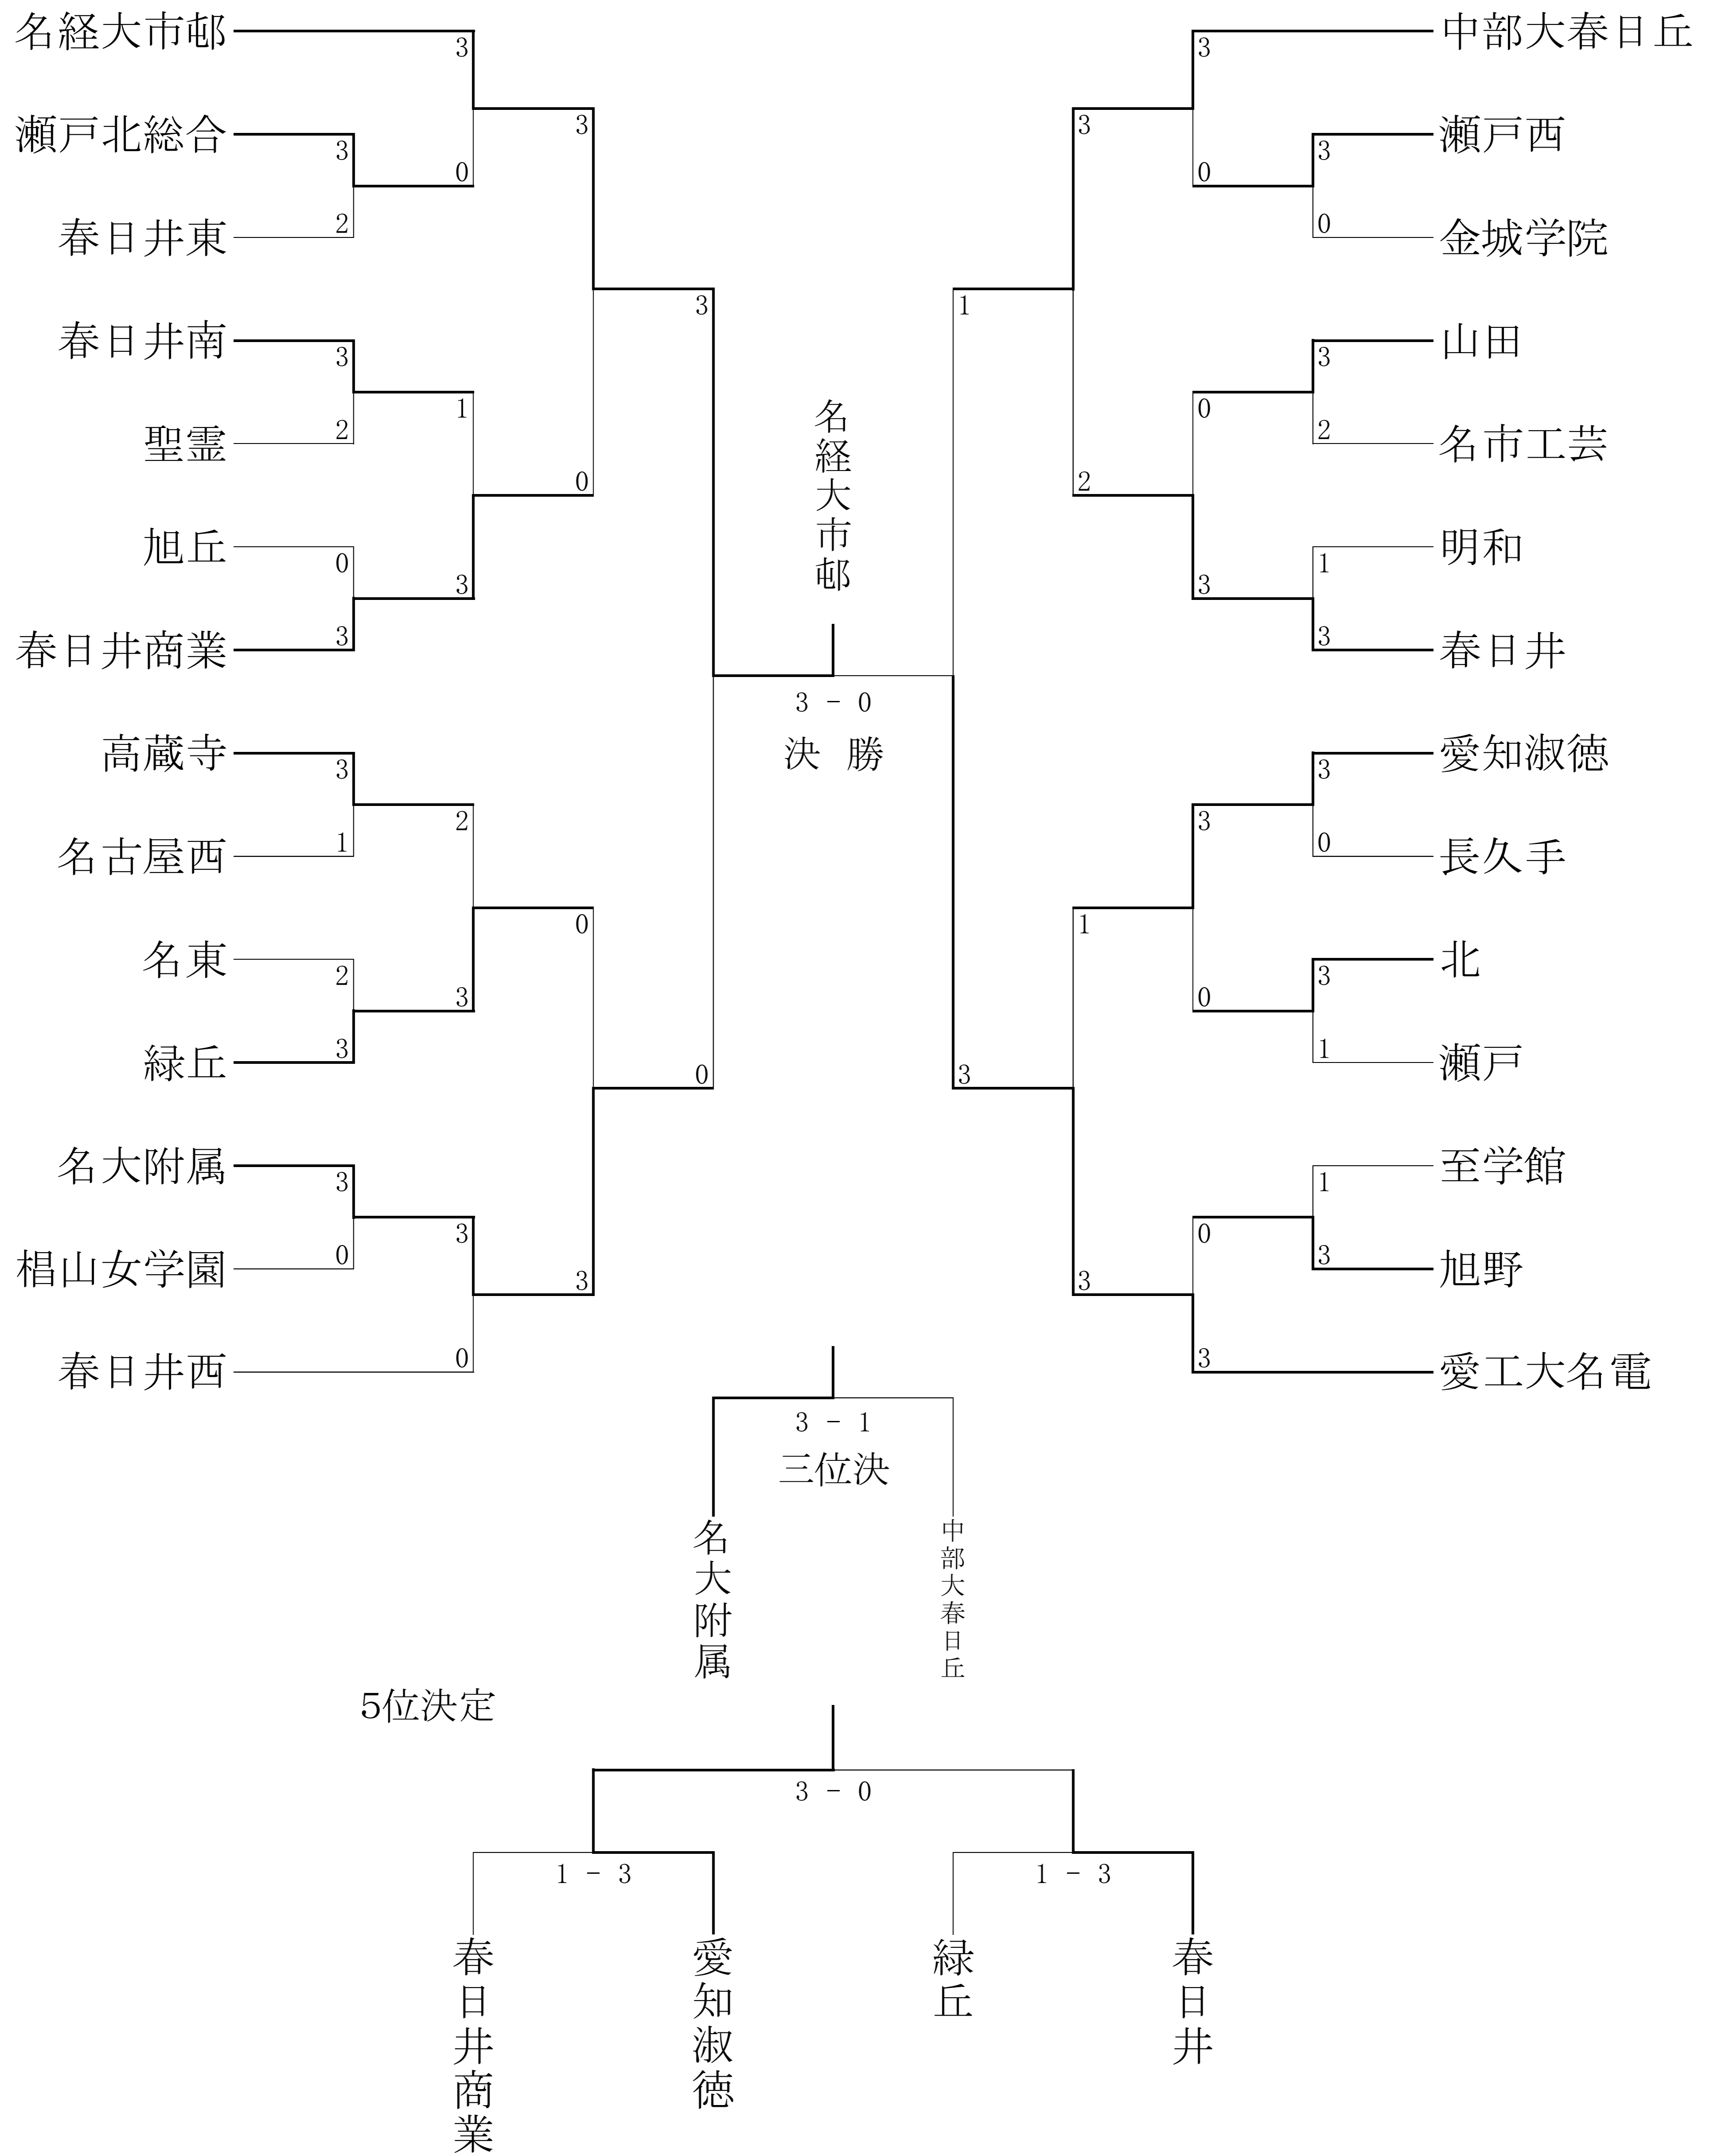 名経大市邨
3
瀬戸北総合
3
0
春日井東
2
3
春日井南
3
聖霊
2
1
旭丘
0
0
春日井商業
3
3
3
高蔵寺
3
名古屋西
1
2
名東
2
0
緑丘
3
3
名大附属
3
椙山女学園
0
3
春日井西
0
3
0
名経大市邨
3 - 0
決 勝
中部大春日丘
3
瀬戸西
3
0
金城学院
0
3
山田
3
名市工芸
2
0
明和
1
2
春日井
3
3
1
愛知淑徳
3
長久手
0
3
北
3
1
瀬戸
1
0
至学館
1
旭野
3
0
愛工大名電
3
3
3
3 - 1
三位決
名大附属
中部大春日丘
5位決定
3 - 0
1 - 3
1 - 3
春日井商業
愛知淑徳
緑丘
春日井